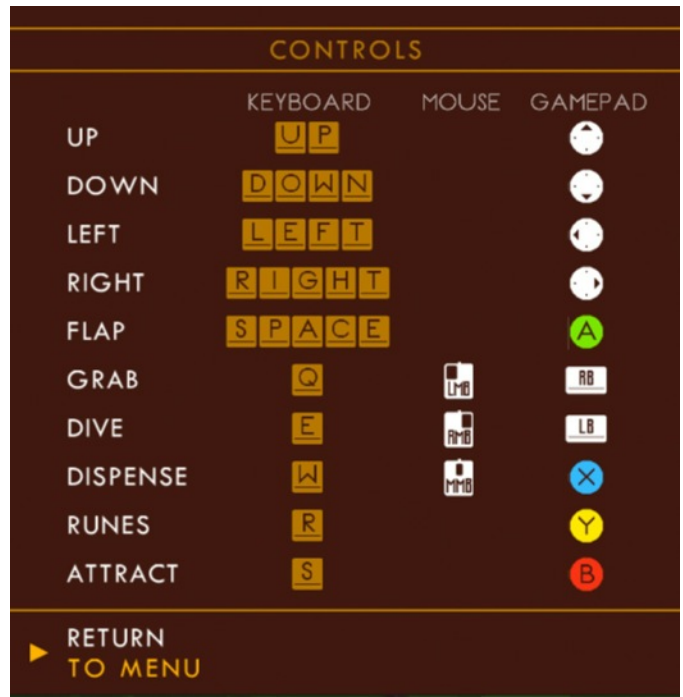 CONTROLS
KEYBOARD MOUSE GAMEPAD
UP UP
DOWN DOWN
LEFT LEFT
RIGHT RIGHT
FLAP SPACE A
GRAB Q LMB RB
DIVE E RMB LB
DISPENSE W MMB X
RUNES R Y
ATTRACT S B
RETURN
TO MENU